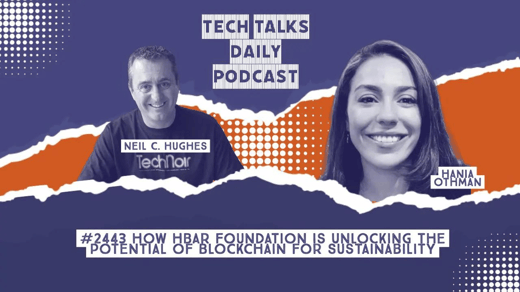 TECH TALKS
DAILY
PODCAST
NEIL C. HUGHES
TechNoir
HANIA
OTHMAN
#2443 HOW HBAR FOUNDATION IS UNLOCKING THE
POTENTIAL OF BLOCKCHAIN FOR SUSTAINABILITY